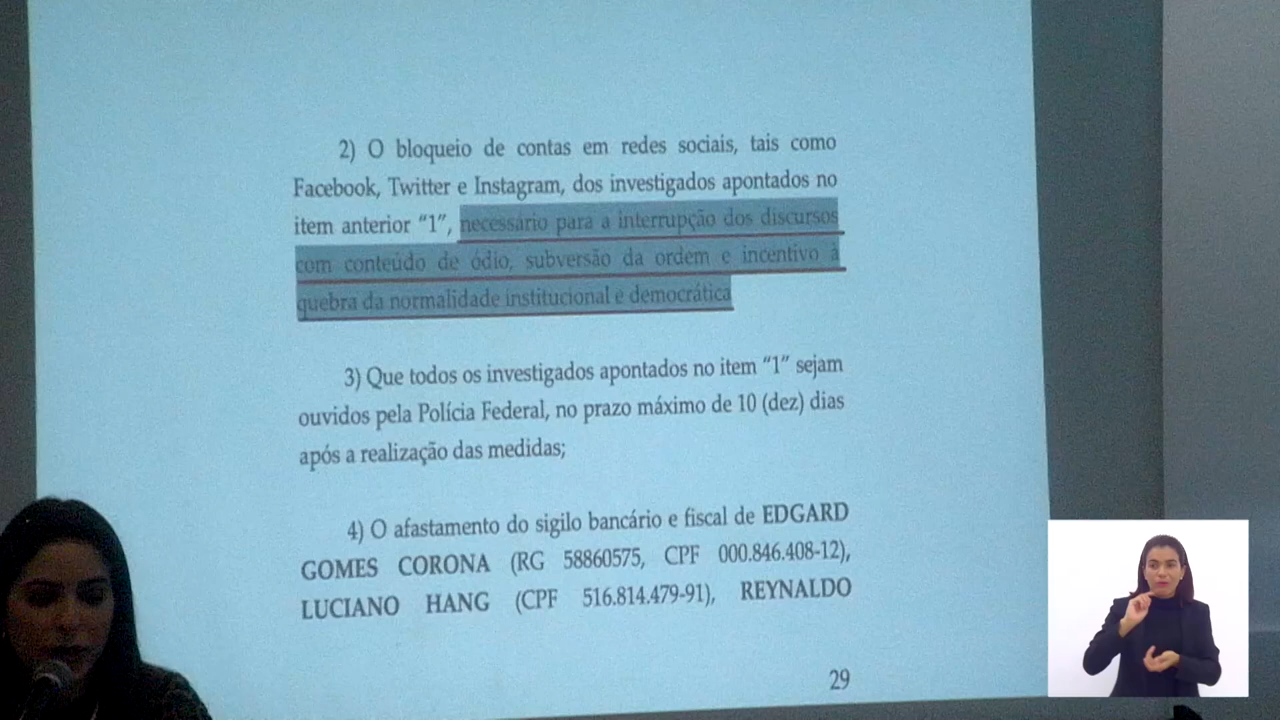 2) O bloqueio de contas em redes sociais, tais como
Facebook, Twitter e Instagram, dos investigados apontados no
item anterior “1”, necessário para a interrupção dos discursos
com conteúdo de ódio, subversão da ordem e incentivo à
quebra da normalidade institucional e democrática
3) Que todos os investigados apontados no item “1” sejam
ouvidos pela Polícia Federal, no prazo máximo de 10 (dez) dias
após a realização das medidas;
4) O afastamento do sigilo bancário e fiscal de EDGARD
GOMES CORONA (RG 58860575, CPF 000.846.408-12),
LUCIANO HANG (CPF 516.814.479-91), REYNALDO
29